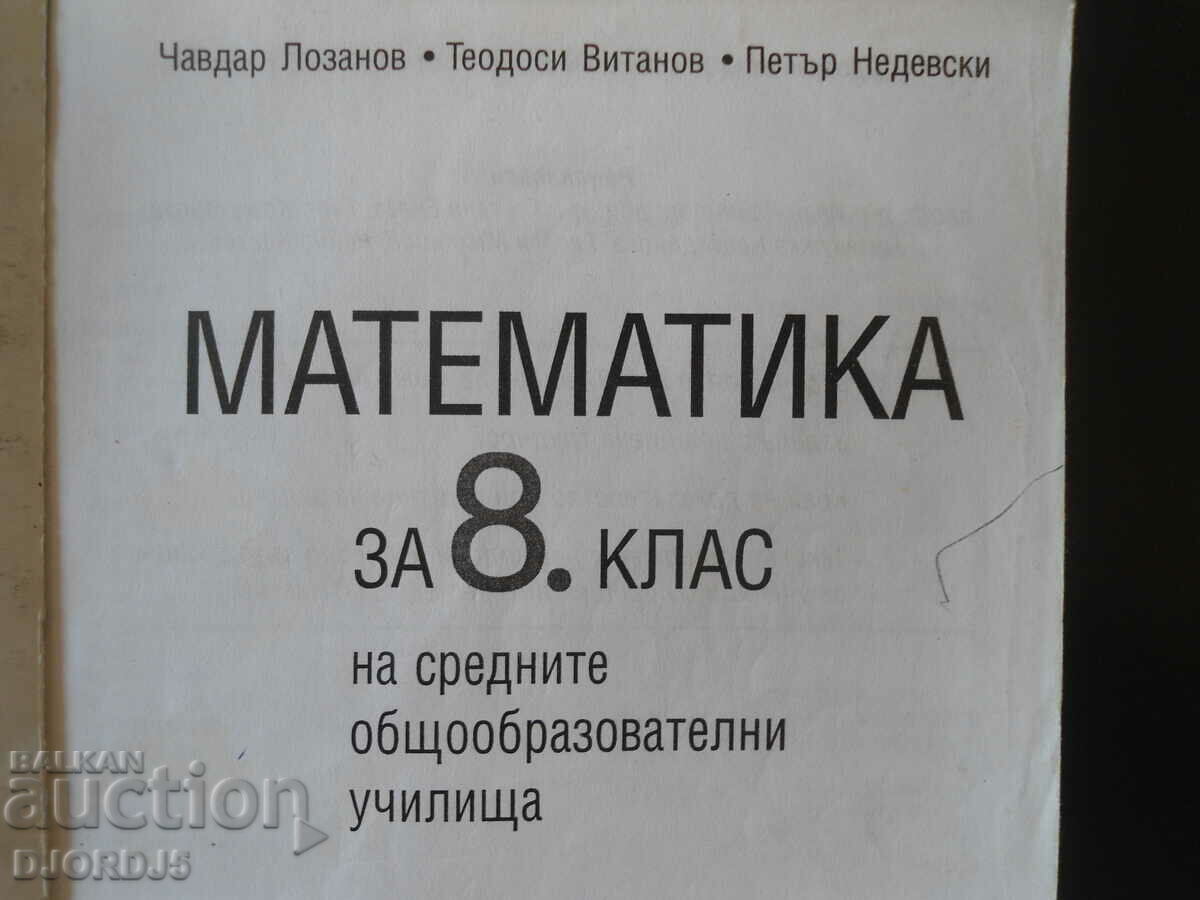 Чавдар Лозанов • Теодоси Витанов • Петър Недевски
МАТЕМАТИКА
ЗА 8. КЛАС
на средните
общообразователни
училища
BALKAN
auction
DJORDJ5